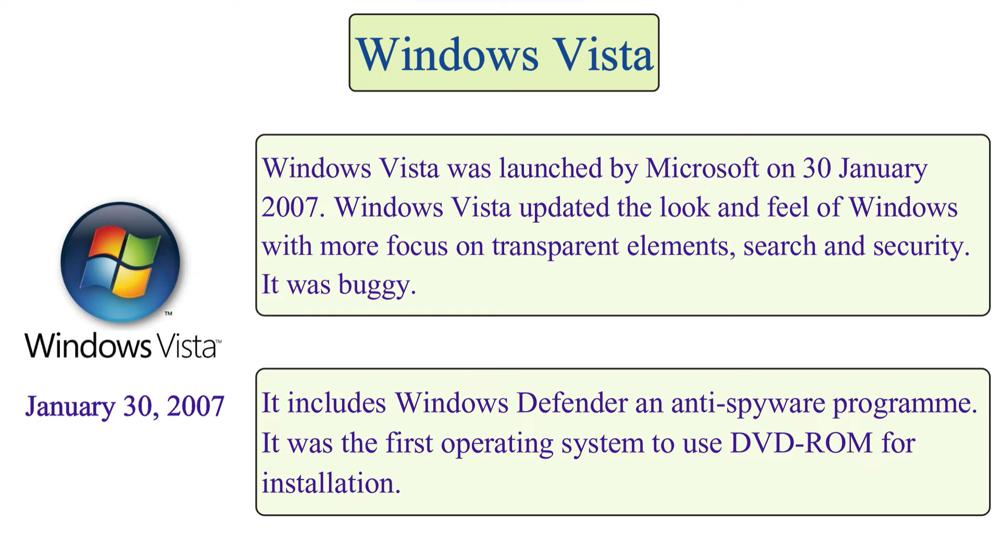 Windows Vista
Windows Vista was launched by Microsoft on 30 January
2007. Windows Vista updated the look and feel of Windows
with more focus on transparent elements, search and security.
It was buggy.
™
Windows Vista™
January 30, 2007
It includes Windows Defender an anti-spyware programme.
It was the first operating system to use DVD-ROM for
installation.